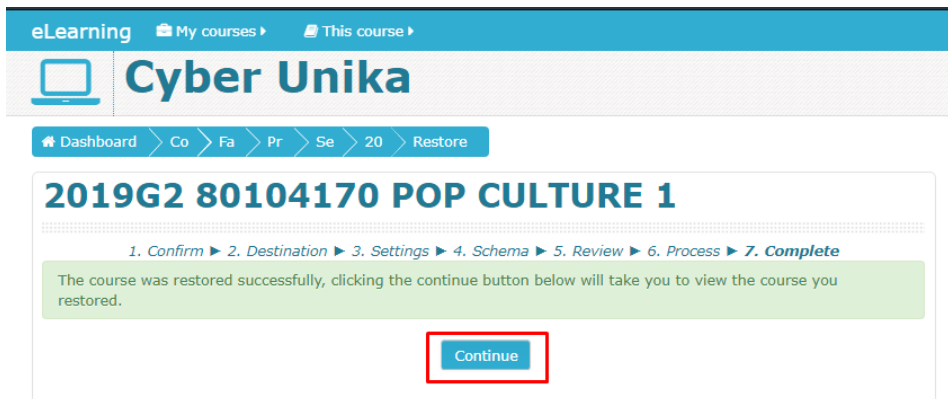 eLearning My courses This course
Cyber Unika
Dashboard Co Fa Pr Se 20 Restore
2019G2 80104170 POP CULTURE 1
1. Confirm ► 2. Destination ► 3. Settings ► 4. Schema ► 5. Review ► 6. Process ► 7. Complete
The course was restored successfully, clicking the continue button below will take you to view the course you
restored.
Continue